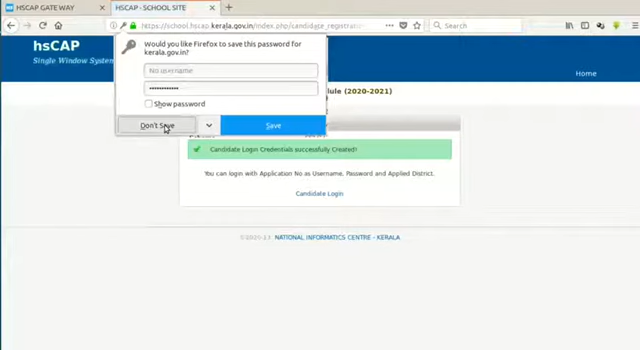 HSCAP GATE WAY
HSCAP - SCHOOL SITE
https://school.hscap.kerala.gov.in/index.php/candidate_registrat
Search
hsCAP
Single Window System
Would you like Firefox to save this password for
kerala.gov.in?
No username
Show password
Don't Save
Save
Home
ule (2020-2021)
Candidate Login Credentials successfully Created!
You can login with Application No as Username, Password and Applied District.
Candidate Login
NATIONAL INFORMATICS CENTRE - KERALA